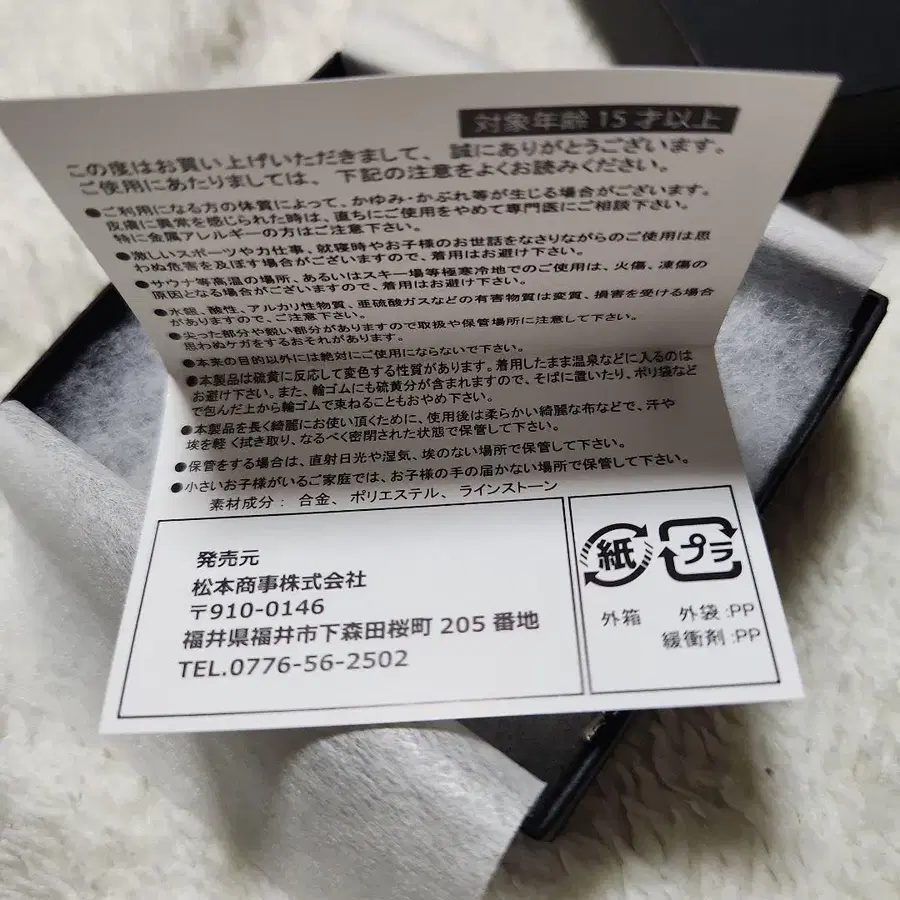 対象年齢 15 才以上
この度はお買い上げいただきまして、誠にありがとうございます。
ご使用にあたりましては、下記の注意をよくお読みください。
●ご利用になる方の体質によって、かゆみ・かぶれ等が生じる場合がございます。
皮膚に異常を感じられた時は、直ちにご使用をやめて専門医にご相談下さい。
特に金属アレルギーの方はご注意下さい。
●激しいスポーツや力仕事、就寝時やお子様のお世話をなさりながらのご使用は思
わぬ危害を及ぼす場合がございますので、着用はお避け下さい。
●サウナ等高温の場所、あるいはスキー場等極寒冷地でのご使用は、火傷、凍傷の
原因となる場合がございますので、着用はお避け下さい。
●水銀、酸性、アルカリ性物質、亜硫酸ガスなどの有害物質は変質、損害を受ける場合
がありますので、ご注意下さい。
●尖った部分や鋭い部分がありますので取扱や保管場所に注意して下さい。
思わぬケガをするおそれがあります。
●本来の目的以外には絶対にご使用にならないで下さい。
●本製品は硫黄に反応して変色する性質があります。着用したまま温泉などに入るのは
お避け下さい。また、輪ゴムにも硫黄分が含まれますので、そばに置いたり、ポリ袋など
で包んだ上から輪ゴムで束ねることもおやめ下さい。
●本製品を長く綺麗にお使い頂くために、使用後は柔らかい綺麗な布などで、汗や
埃を軽く拭き取り、なるべく密閉された状態で保管して下さい。
●保管をする場合は、直射日光や湿気、埃のない場所で保管して下さい。
●小さいお子様がいるご家庭では、お子様の手の届かない場所で保管して下さい。
素材成分： 合金、ポリエステル、ラインストーン
発売元
松本商事株式会社
〒910-0146
福井県福井市下森田桜町 205 番地
TEL.0776-56-2502
紙 プラ
外箱 外袋:PP
緩衝剤:PP